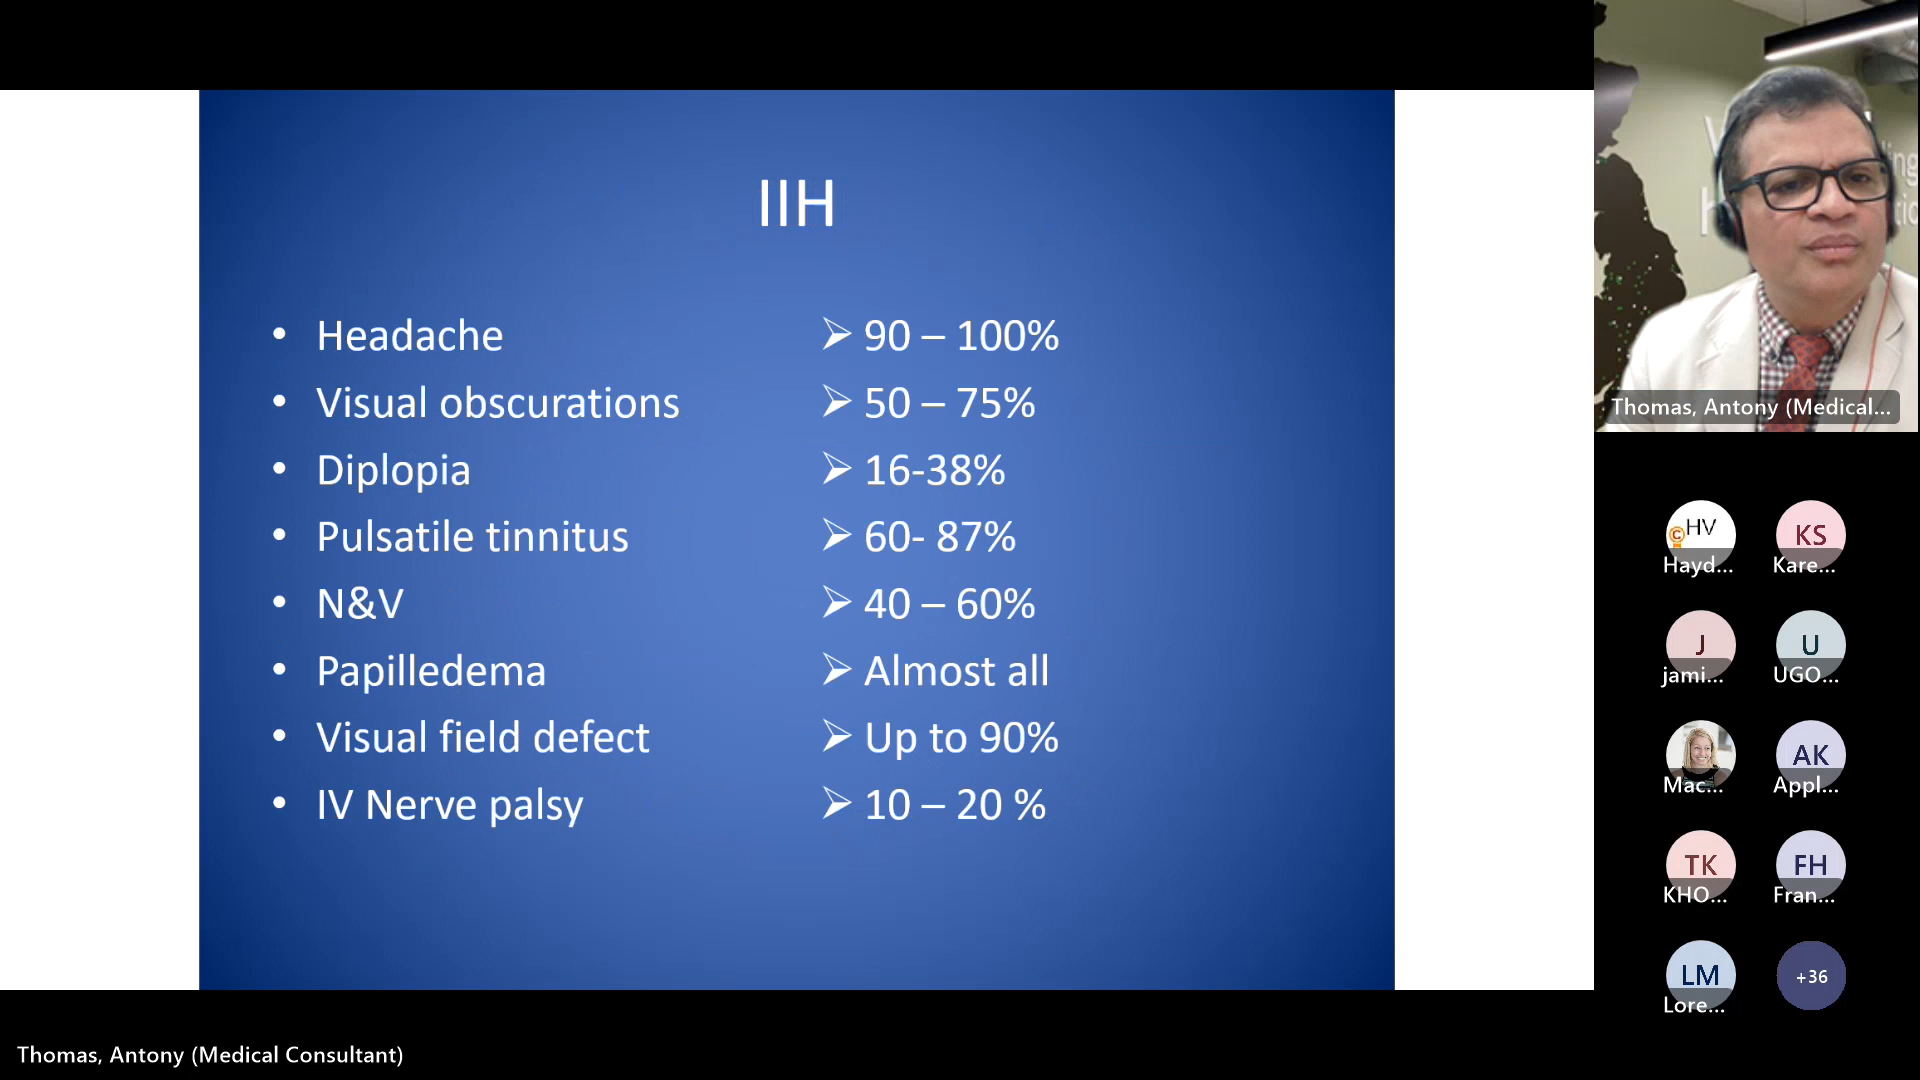 IIH
• Headache
➢ 90 – 100%
• Visual obscurations
➢ 50 – 75%
• Diplopia
➢ 16-38%
• Pulsatile tinnitus
➢ 60- 87%
• N&V
➢ 40 – 60%
• Papilledema
➢ Almost all
• Visual field defect
➢ Up to 90%
• IV Nerve palsy
➢ 10 – 20 %
Thomas, Antony (Medical...
HV
Hayd...
KS
Kare...
J
jami...
U
UGO...
Mac...
AK
Appl...
TK
KHO...
FH
Fran...
LM
Lore...
+36
Thomas, Antony (Medical Consultant)